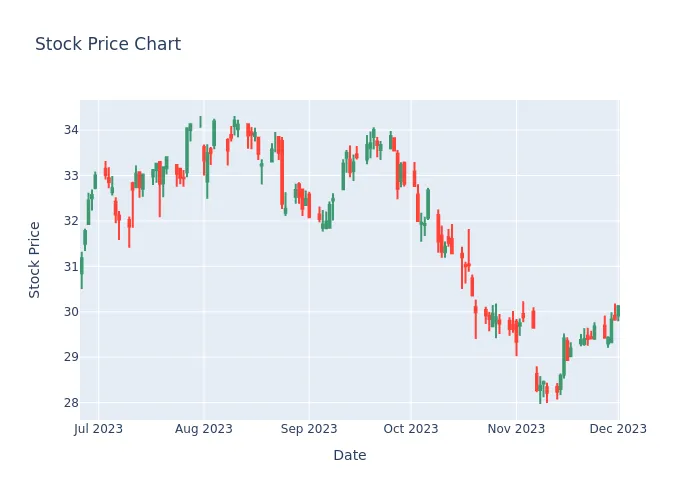 Stock Price Chart
Stock Price
34
33
32
31
30
29
28
Jul 2023
Aug 2023
Sep 2023
Oct 2023
Nov 2023
Dec 2023
Date